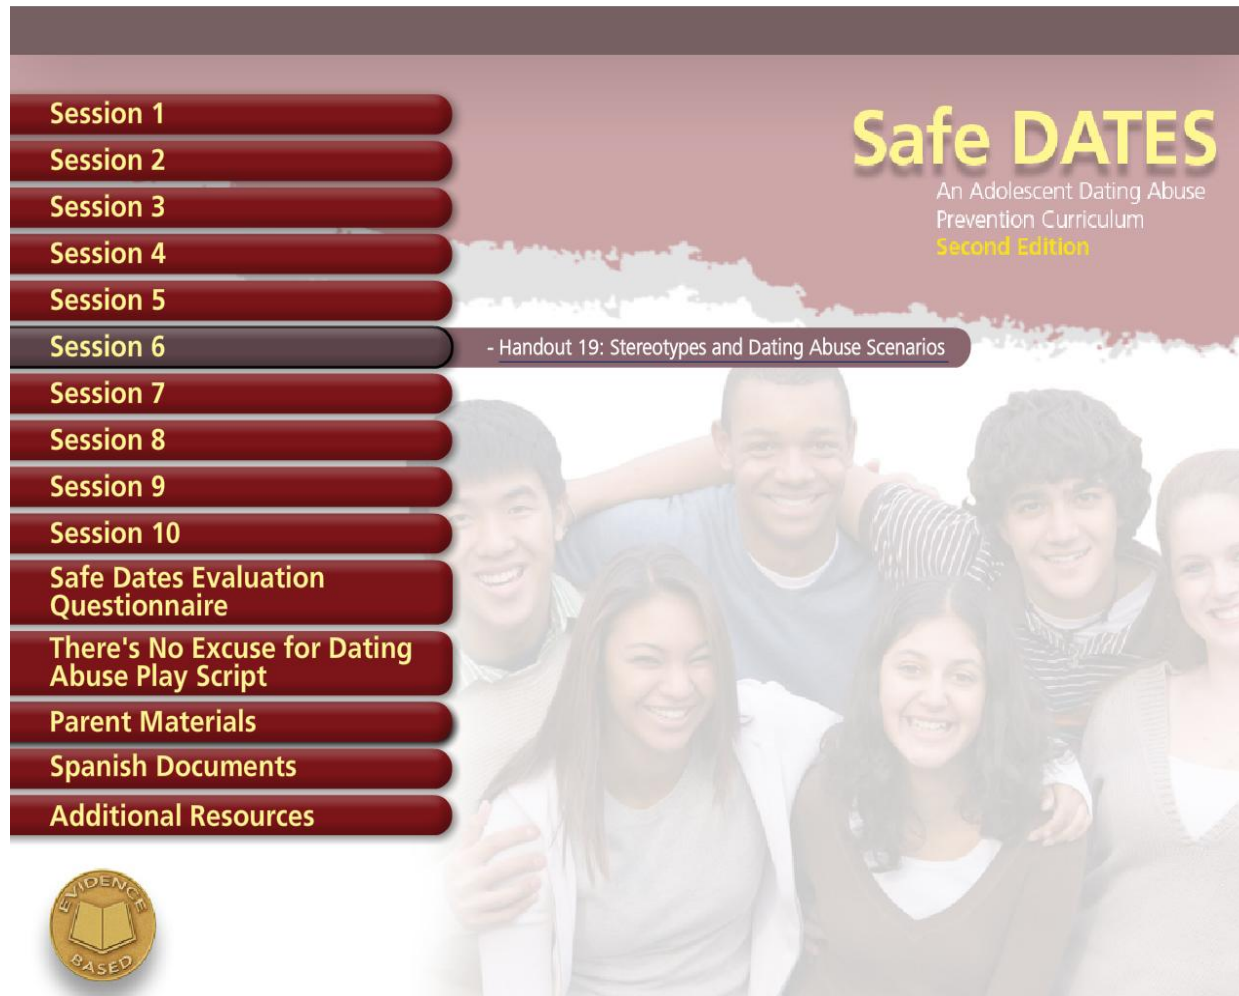 Session 1
Session 2
Session 3
Session 4
Session 5
Session 6
- Handout 19: Stereotypes and Dating Abuse Scenarios
Session 7
Session 8
Session 9
Session 10
Safe Dates Evaluation
Questionnaire
There's No Excuse for Dating
Abuse Play Script
Parent Materials
Spanish Documents
Additional Resources
Safe DATES
An Adolescent Dating Abuse
Prevention Curriculum
Second Edition
EVIDENCE
BASED